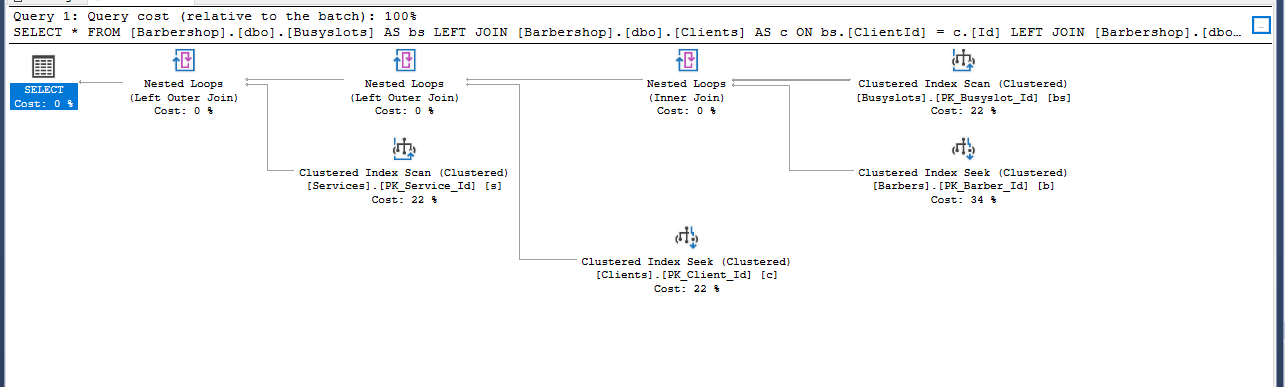 Query 1: Query cost (relative to the batch): 100%
SELECT * FROM [Barbershop].[dbo].[Busyslots] AS bs LEFT JOIN [Barbershop].[dbo].[Clients] AS c ON bs.[ClientId] = c.[Id] LEFT JOIN [Barbershop].[dbo…
SELECT
Cost: 0 %
Nested Loops
(Left Outer Join)
Cost: 0 %
Nested Loops
(Left Outer Join)
Cost: 0 %
Nested Loops
(Inner Join)
Cost: 0 %
Clustered Index Scan (Clustered)
[Busyslots].[PK_Busyslot_Id] [bs]
Cost: 22 %
Clustered Index Scan (Clustered)
[Services].[PK_Service_Id] [s]
Cost: 22 %
Clustered Index Seek (Clustered)
[Barbers].[PK_Barber_Id] [b]
Cost: 34 %
Clustered Index Seek (Clustered)
[Clients].[PK_Client_Id] [c]
Cost: 22 %